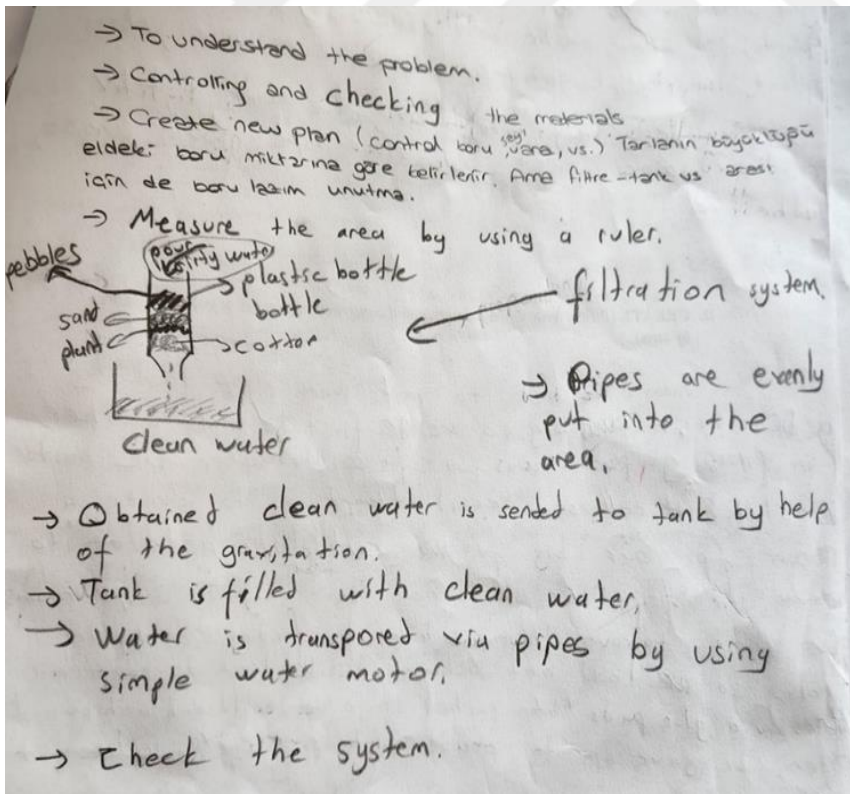 → To understand the problem.
→ Controlling and checking the materials
→ Create new plan (control boru, vana, vs.) Tarlanın büyüklüğü
eldeki boru miktarına göre belirlenir. Ama filtre-tank vs arası
için de boru lazım unutma.
→ Measure the area by using a ruler.
pour dirty water
pebbles
plastic bottle
bottle
sand
plant
cotton
clean water
filtration system.
→ Pipes are evenly
put into the
area.
→ Obtained clean water is sended to tank by help
of the gravitation.
→ Tank is filled with clean water.
→ Water is transpored via pipes by using
simple water motor.
→ Check the system.